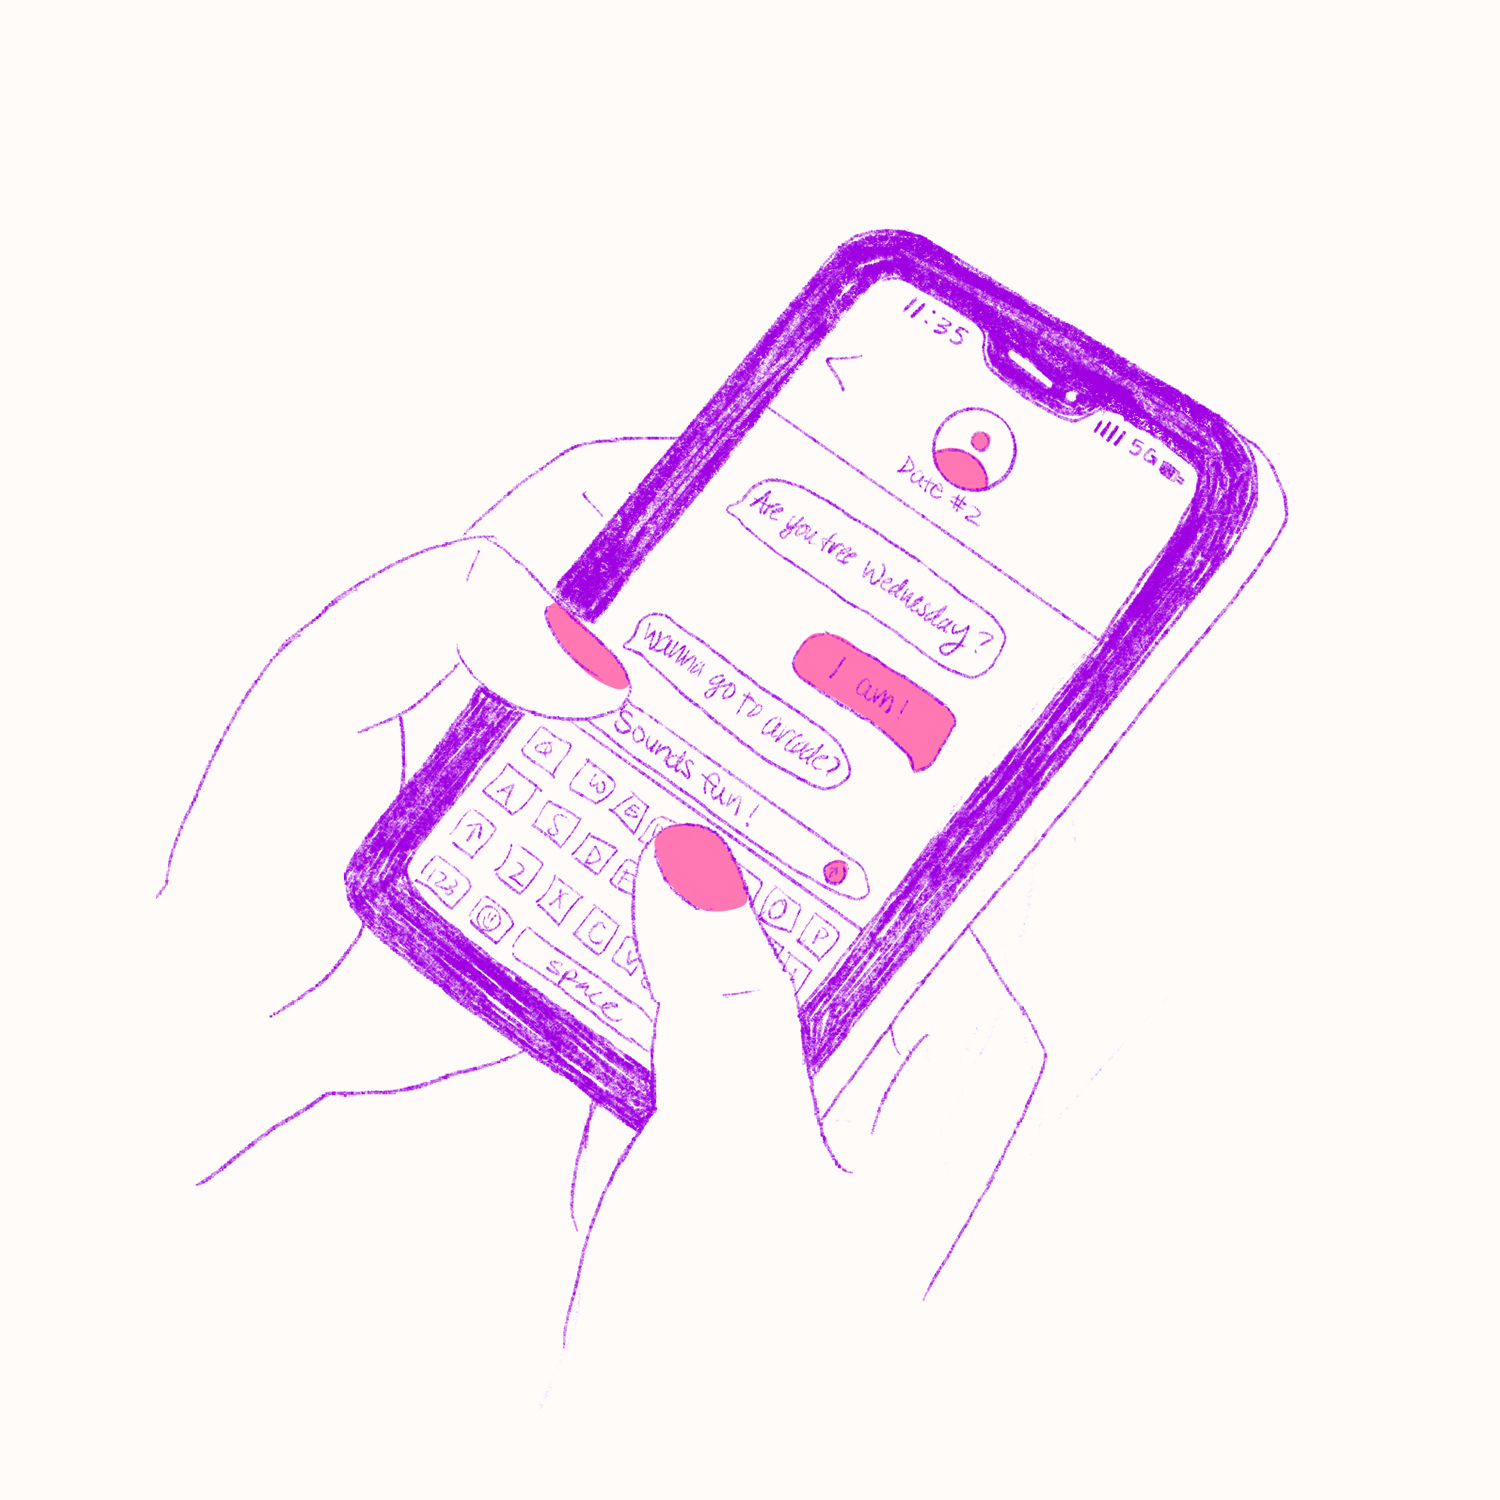 11:35
5G
Date #2
Are you free Wednesday?
I am!
wanna go to arcade?
Sounds fun!
Q W E O P
A S D
Z X C V
123
space